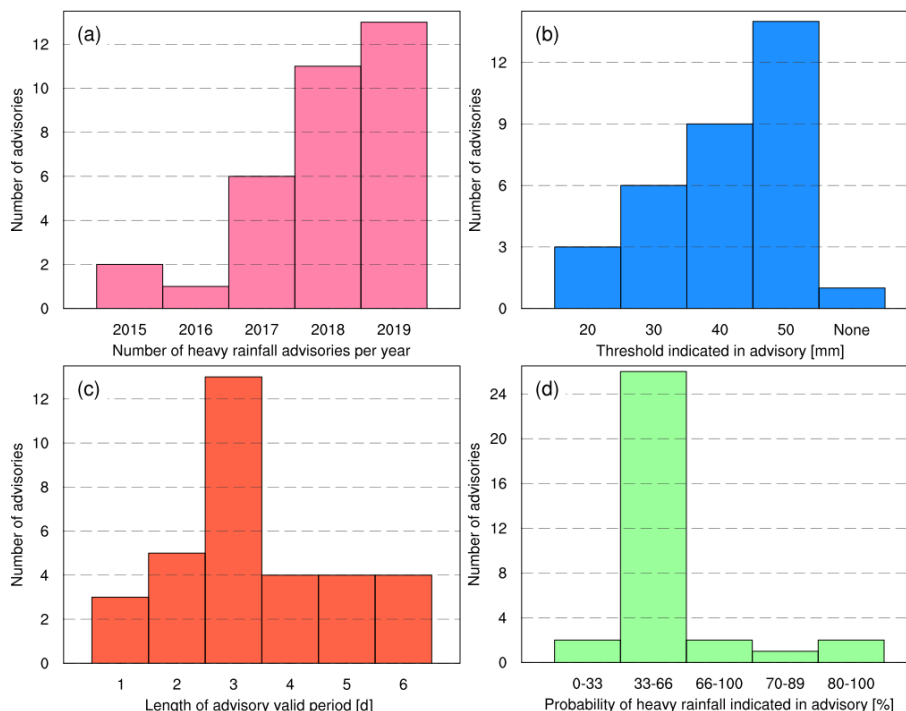 (a)
Number of advisories
12
10
8
6
4
2
0
2015 2016 2017 2018 2019
Number of heavy rainfall advisories per year
(b)
Number of advisories
12
9
6
3
0
20 30 40 50 None
Threshold indicated in advisory [mm]
(c)
Number of advisories
12
10
8
6
4
2
0
1 2 3 4 5 6
Length of advisory valid period [d]
(d)
Number of advisories
24
20
16
12
8
4
2
0
0-33 33-66 66-100 70-89 80-100
Probability of heavy rainfall indicated in advisory [%]